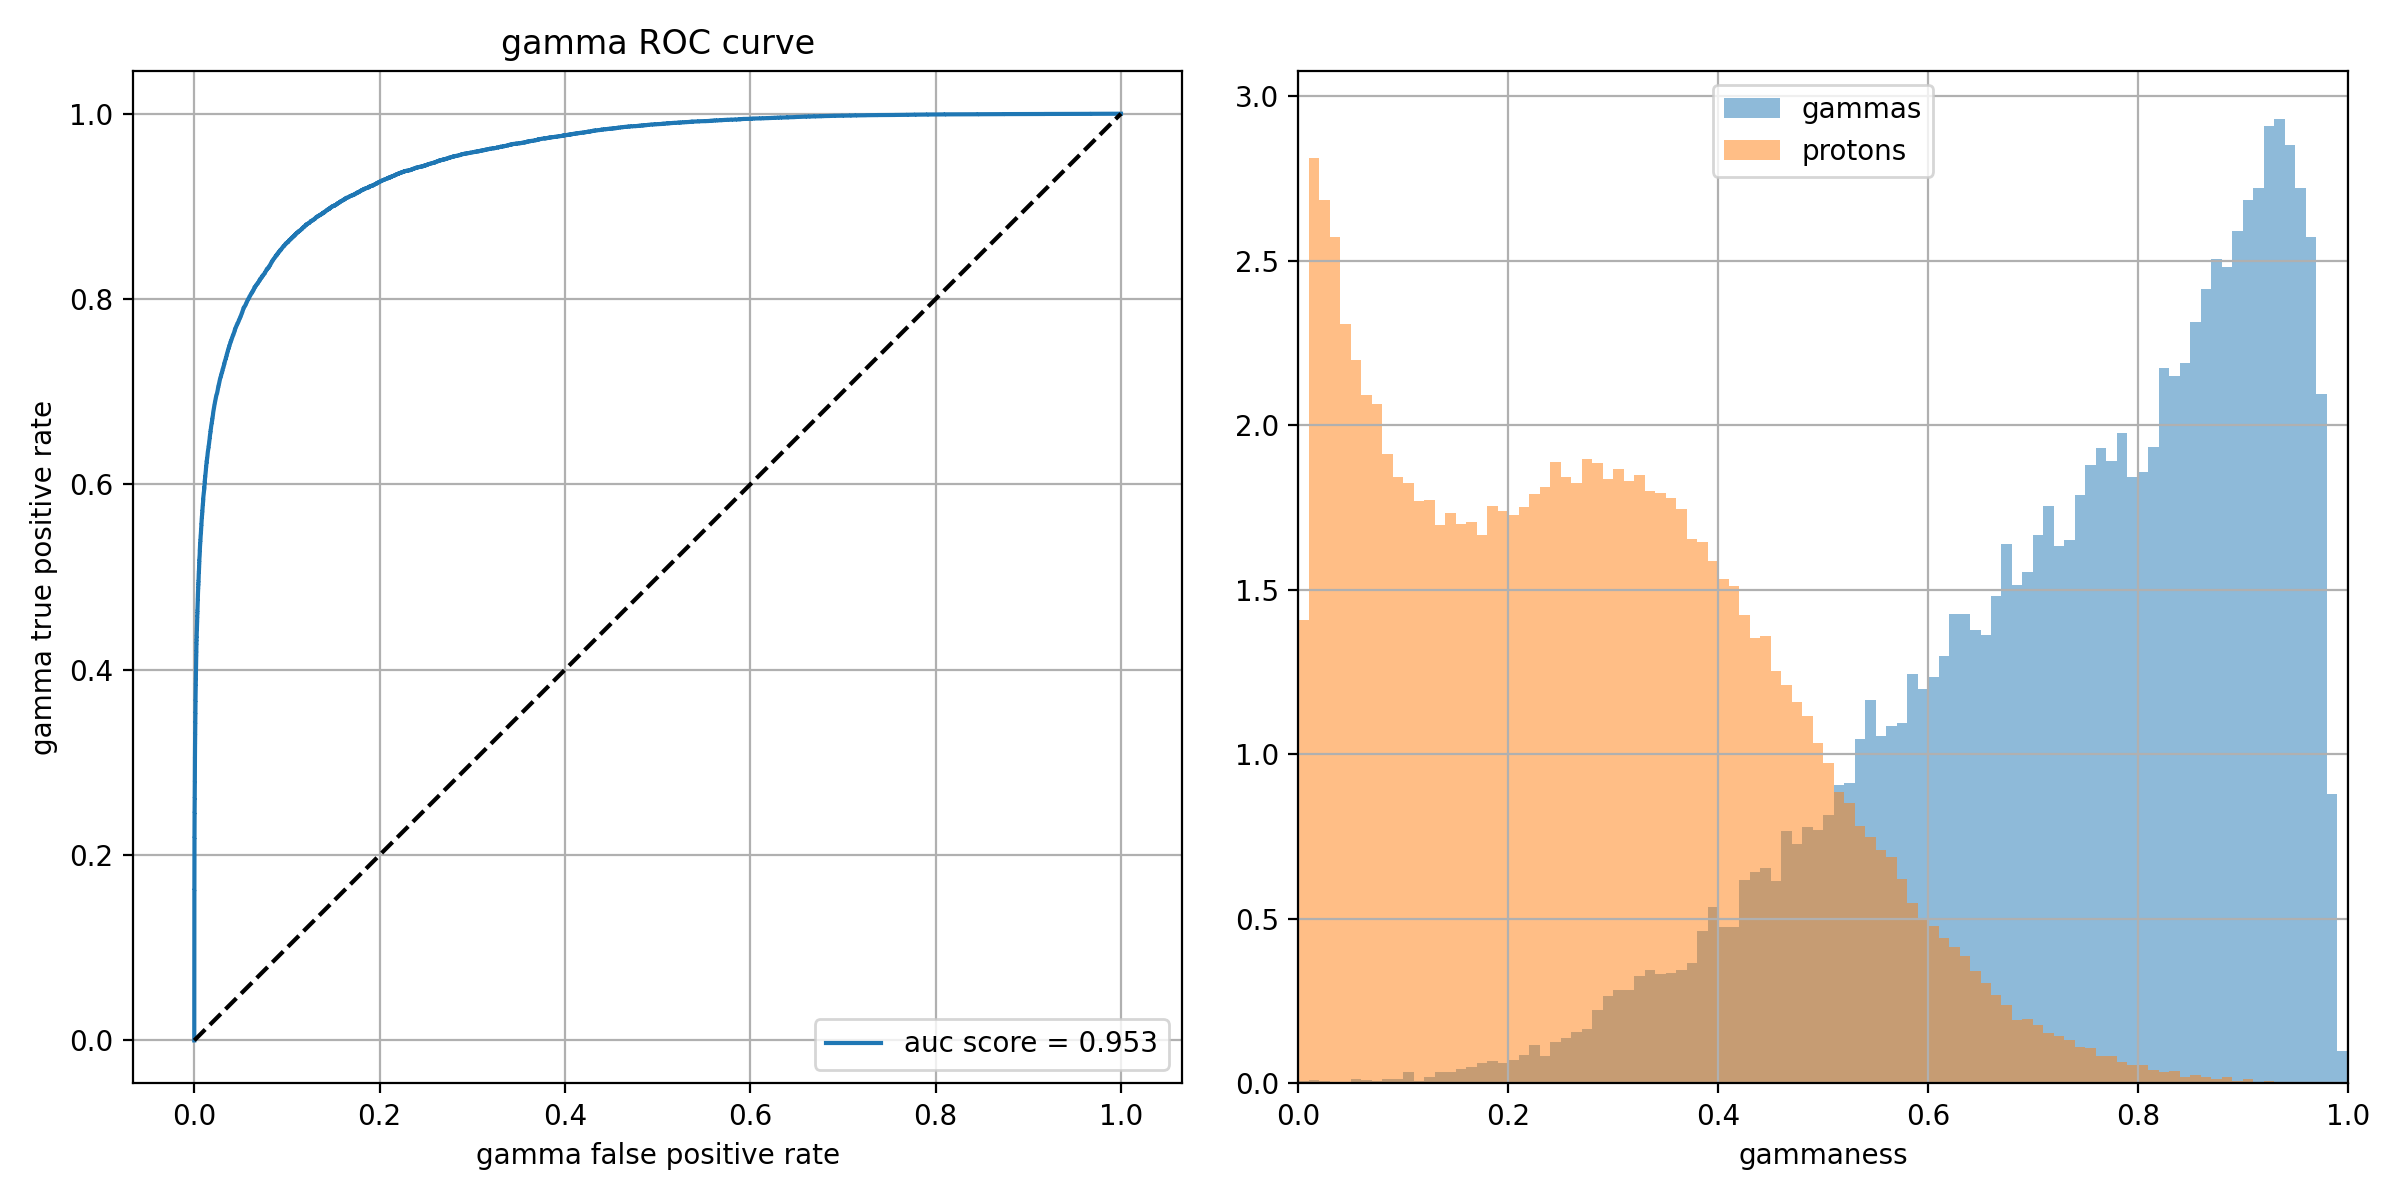 gamma ROC curve
gamma true positive rate
1.0
0.8
0.6
0.4
0.2
0.0
auc score = 0.953
0.0 0.2 0.4 0.6 0.8 1.0
gamma false positive rate
3.0
2.5
2.0
1.5
1.0
0.5
0.0
gammas
protons
0.0 0.2 0.4 0.6 0.8 1.0
gammaness